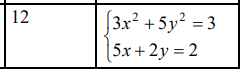 12
3x² + 5y² = 3
5x + 2y = 2